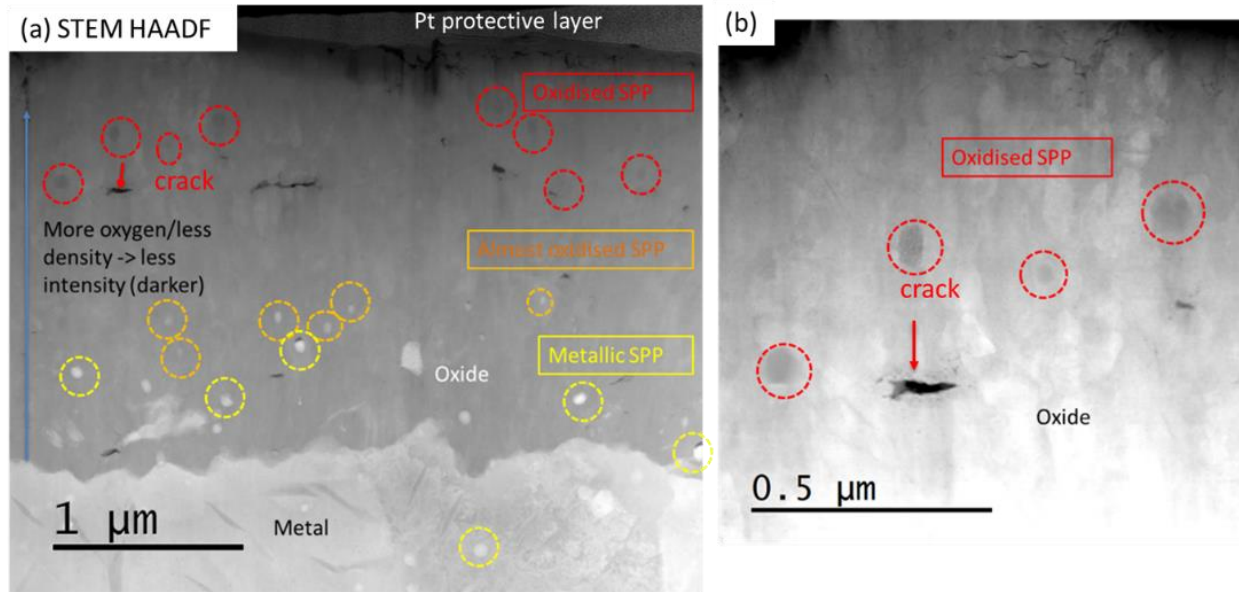 (a) STEM HAADF
Pt protective layer
Oxidised SPP
crack
More oxygen/less
density -> less
intensity (darker)
Almost oxidised SPP
Metallic SPP
Oxide
1 μm
Metal
(b)
Oxidised SPP
crack
Oxide
0.5 μm